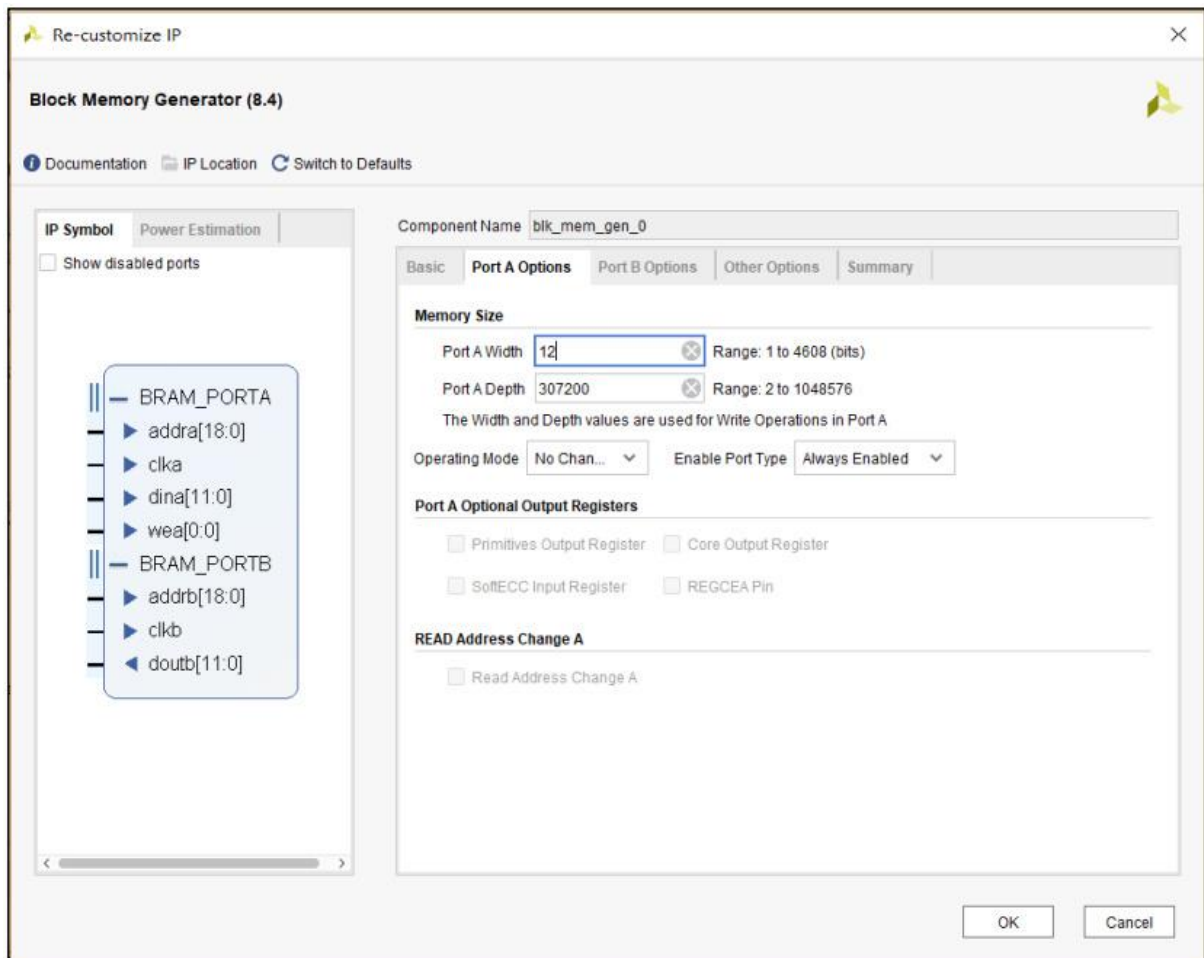 Re-customize IP
Block Memory Generator (8.4)
Documentation IP Location Switch to Defaults
IP Symbol Power Estimation
Show disabled ports
BRAM_PORTA
addra[18:0]
clka
dina[11:0]
wea[0:0]
BRAM_PORTB
addrb[18:0]
clkb
doutb[11:0]
Component Name blk_mem_gen_0
Basic Port A Options Port B Options Other Options Summary
Memory Size
Port A Width 12 Range: 1 to 4608 (bits)
Port A Depth 307200 Range: 2 to 1048576
The Width and Depth values are used for Write Operations in Port A
Operating Mode No Chan... Enable Port Type Always Enabled
Port A Optional Output Registers
Primitives Output Register Core Output Register
SoftECC Input Register REGCEA Pin
READ Address Change A
Read Address Change A
OK Cancel